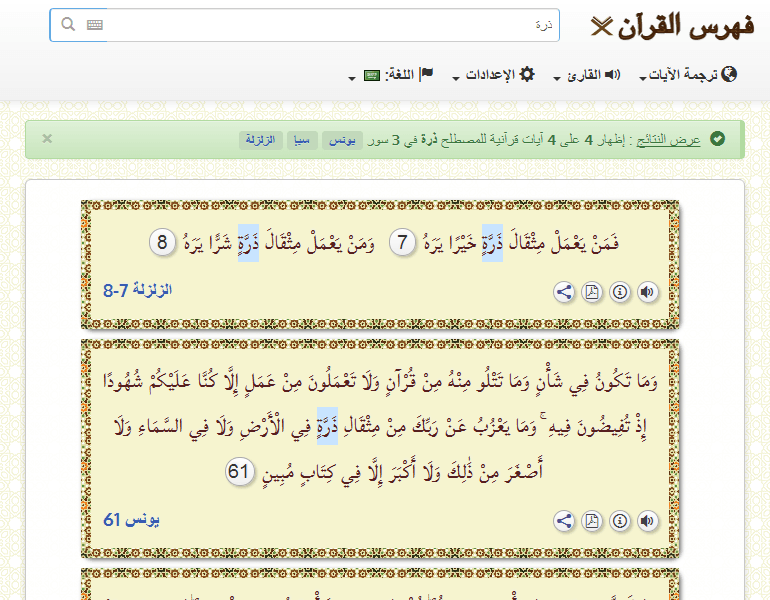 فهرس القرآن
ذرة
ترجمة الآيات القارئ الإعدادات اللغة:
عرض النتائج : إظهار 4 على 4 آيات قرآنية للمصطلح ذرة في 3 سور يونس سبإ الزلزلة ×
فَمَنْ يَعْمَلْ مِثْقَالَ ذَرَّةٍ خَيْرًا يَرَهُ 7 وَمَنْ يَعْمَلْ مِثْقَالَ ذَرَّةٍ شَرًّا يَرَهُ 8
الزلزلة 7-8
وَمَا تَكُونُ فِي شَأْنٍ وَمَا تَتْلُو مِنْهُ مِنْ قُرْآنٍ وَلَا تَعْمَلُونَ مِنْ عَمَلٍ إِلَّا كُنَّا عَلَيْكُمْ شُهُودًا
إِذْ تُفِيضُونَ فِيهِ ۚ وَمَا يَعْزُبُ عَنْ رَبِّكَ مِنْ مِثْقَالِ ذَرَّةٍ فِي الْأَرْضِ وَلَا فِي السَّمَاءِ وَلَا
أَصْغَرَ مِنْ ذَٰلِكَ وَلَا أَكْبَرَ إِلَّا فِي كِتَابٍ مُبِينٍ 61
يونس 61